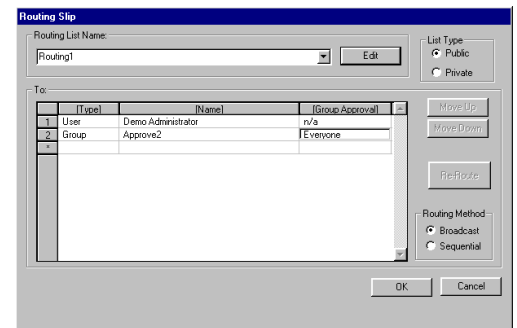 Routing Slip
Routing List Name:
Routing1
Edit
List Type
Public
Private
To:
[Type] [Name] [Group Approval]
1 User Demo Administrator n/a
2 Group Approve2 Everyone
*
Move Up
Move Down
Re-Route
Routing Method
Broadcast
Sequential
OK Cancel